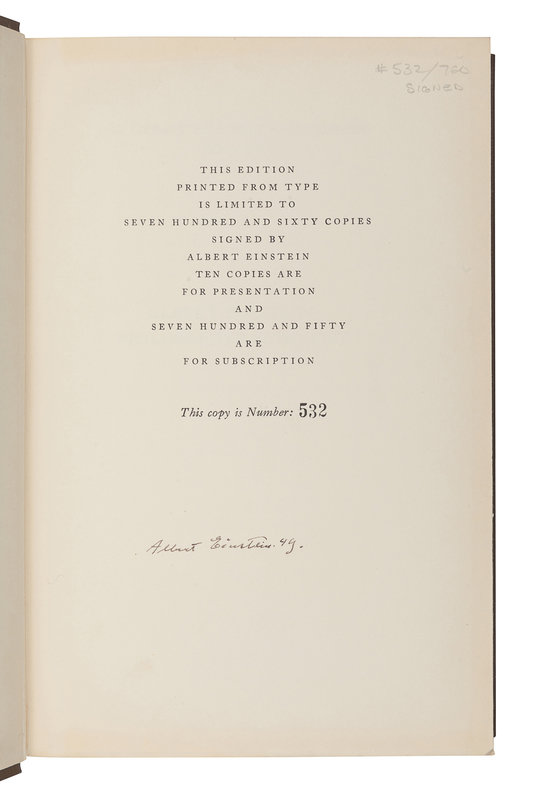 # 532/760
SIGNED
THIS EDITION
PRINTED FROM TYPE
IS LIMITED TO
SEVEN HUNDRED AND SIXTY COPIES
SIGNED BY
ALBERT EINSTEIN
TEN COPIES ARE
FOR PRESENTATION
AND
SEVEN HUNDRED AND FIFTY
ARE
FOR SUBSCRIPTION
This copy is Number: 532
Albert Einstein. 49.